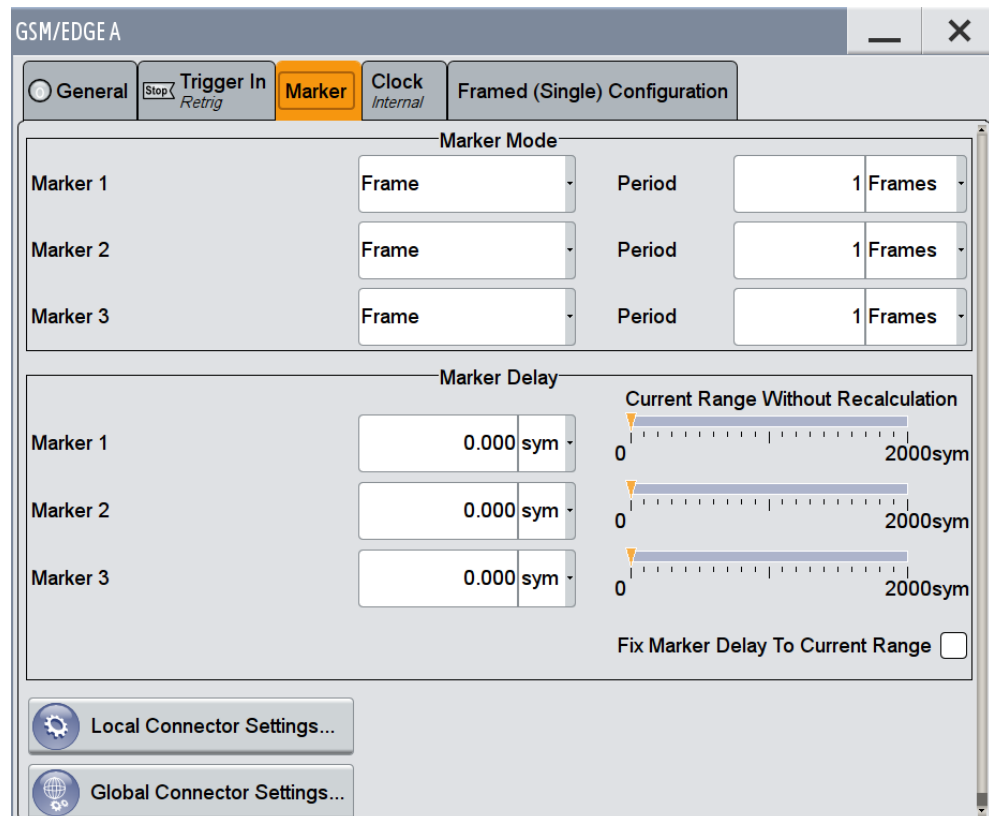 GSM/EDGE A
General
Stop
Trigger In
Retrig
Marker
Clock
Internal
Framed (Single) Configuration
Marker Mode
Marker 1 Frame Period 1 Frames
Marker 2 Frame Period 1 Frames
Marker 3 Frame Period 1 Frames
Marker Delay
Current Range Without Recalculation
Marker 1 0.000 sym 0 2000sym
Marker 2 0.000 sym 0 2000sym
Marker 3 0.000 sym 0 2000sym
Fix Marker Delay To Current Range
Local Connector Settings...
Global Connector Settings...